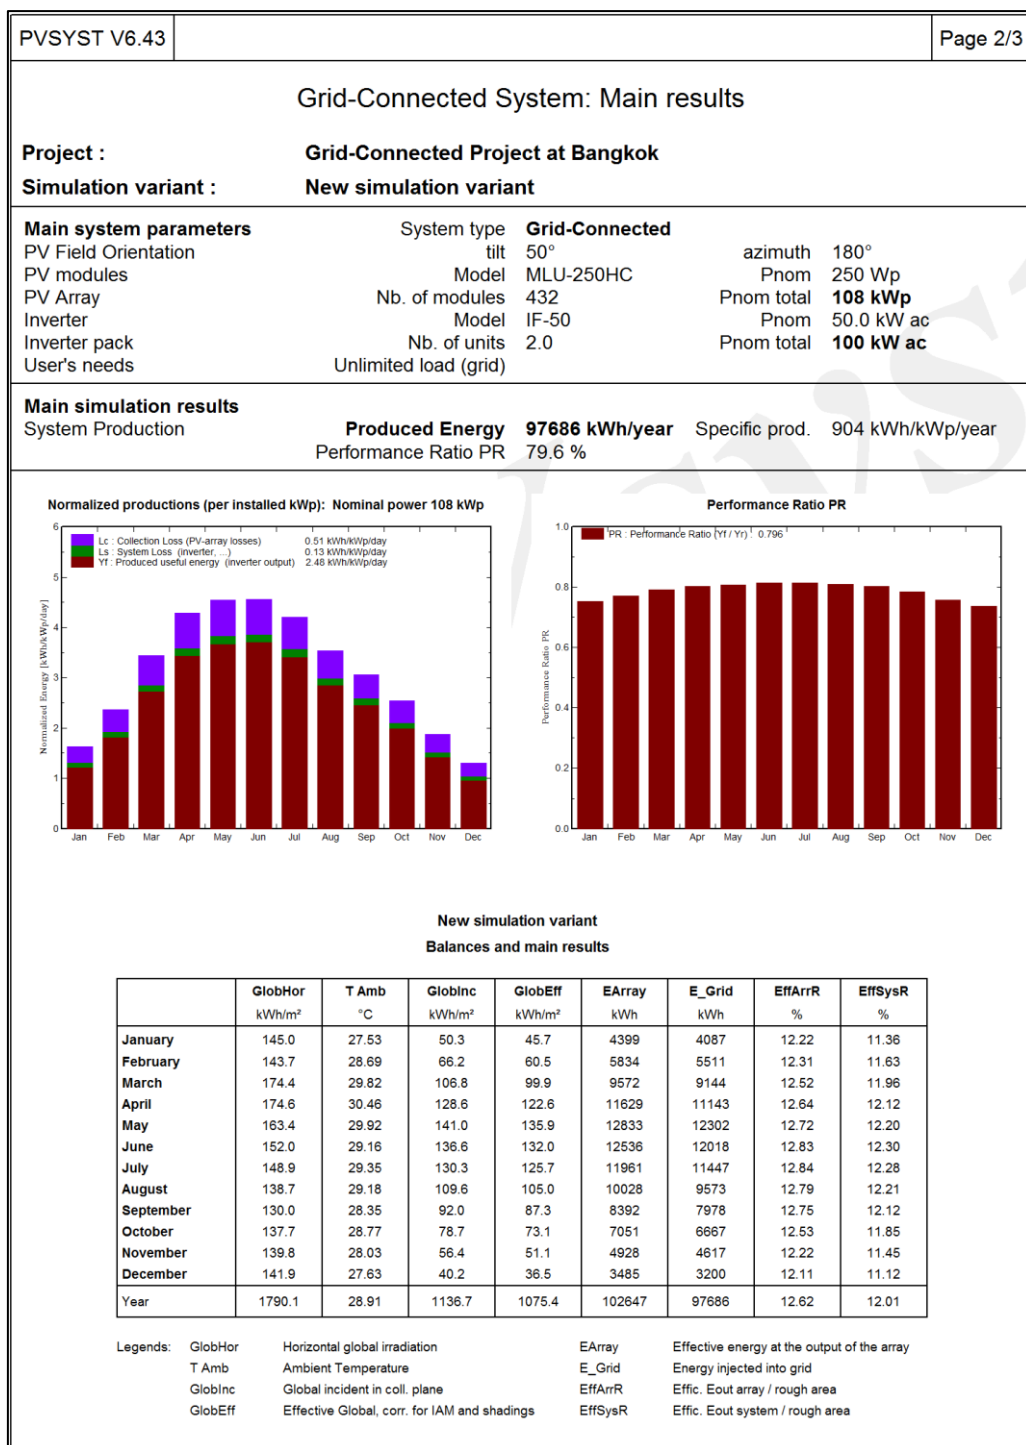 PVSYST V6.43 Page 2/3
Grid-Connected System: Main results
Project : Grid-Connected Project at Bangkok
Simulation variant : New simulation variant
Main system parameters System type Grid-Connected
PV Field Orientation tilt 50° azimuth 180°
PV modules Model MLU-250HC Pnom 250 Wp
PV Array Nb. of modules 432 Pnom total 108 kWp
Inverter Model IF-50 Pnom 50.0 kW ac
Inverter pack Nb. of units 2.0 Pnom total 100 kW ac
User's needs Unlimited load (grid)
Main simulation results
System Production Produced Energy 97686 kWh/year Specific prod. 904 kWh/kWp/year
Performance Ratio PR 79.6 %
Normalized productions (per installed kWp): Nominal power 108 kWp
Lc : Collection Loss (PV-array losses) 0.51 kWh/kWp/day
Ls : System Loss (inverter, ...) 0.13 kWh/kWp/day
Yf : Produced useful energy (inverter output) 2.48 kWh/kWp/day
Normalized Energy [kWh/kWp/day]
6
5
4
3
2
1
0
Jan Feb Mar Apr May Jun Jul Aug Sep Oct Nov Dec
Performance Ratio PR
PR : Performance Ratio (Yf / Yr) : 0.796
Performance Ratio PR
1.0
0.8
0.6
0.4
0.2
0.0
Jan Feb Mar Apr May Jun Jul Aug Sep Oct Nov Dec
New simulation variant
Balances and main results
GlobHor T Amb GlobInc GlobEff EArray E_Grid EffArrR EffSysR
kWh/m² °C kWh/m² kWh/m² kWh kWh % %
January 145.0 27.53 50.3 45.7 4399 4087 12.22 11.36
February 143.7 28.69 66.2 60.5 5834 5511 12.31 11.63
March 174.4 29.82 106.8 99.9 9572 9144 12.52 11.96
April 174.6 30.46 128.6 122.6 11629 11143 12.64 12.12
May 163.4 29.92 141.0 135.9 12833 12302 12.72 12.20
June 152.0 29.16 136.6 132.0 12536 12018 12.83 12.30
July 148.9 29.35 130.3 125.7 11961 11447 12.84 12.28
August 138.7 29.18 109.6 105.0 10028 9573 12.79 12.21
September 130.0 28.35 92.0 87.3 8392 7978 12.75 12.12
October 137.7 28.77 78.7 73.1 7051 6667 12.53 11.85
November 139.8 28.03 56.4 51.1 4928 4617 12.22 11.45
December 141.9 27.63 40.2 36.5 3485 3200 12.11 11.12
Year 1790.1 28.91 1136.7 1075.4 102647 97686 12.62 12.01
Legends: GlobHor Horizontal global irradiation EArray Effective energy at the output of the array
T Amb Ambient Temperature E_Grid Energy injected into grid
GlobInc Global incident in coll. plane EffArrR Effic. Eout array / rough area
GlobEff Effective Global, corr. for IAM and shadings EffSysR Effic. Eout system / rough area